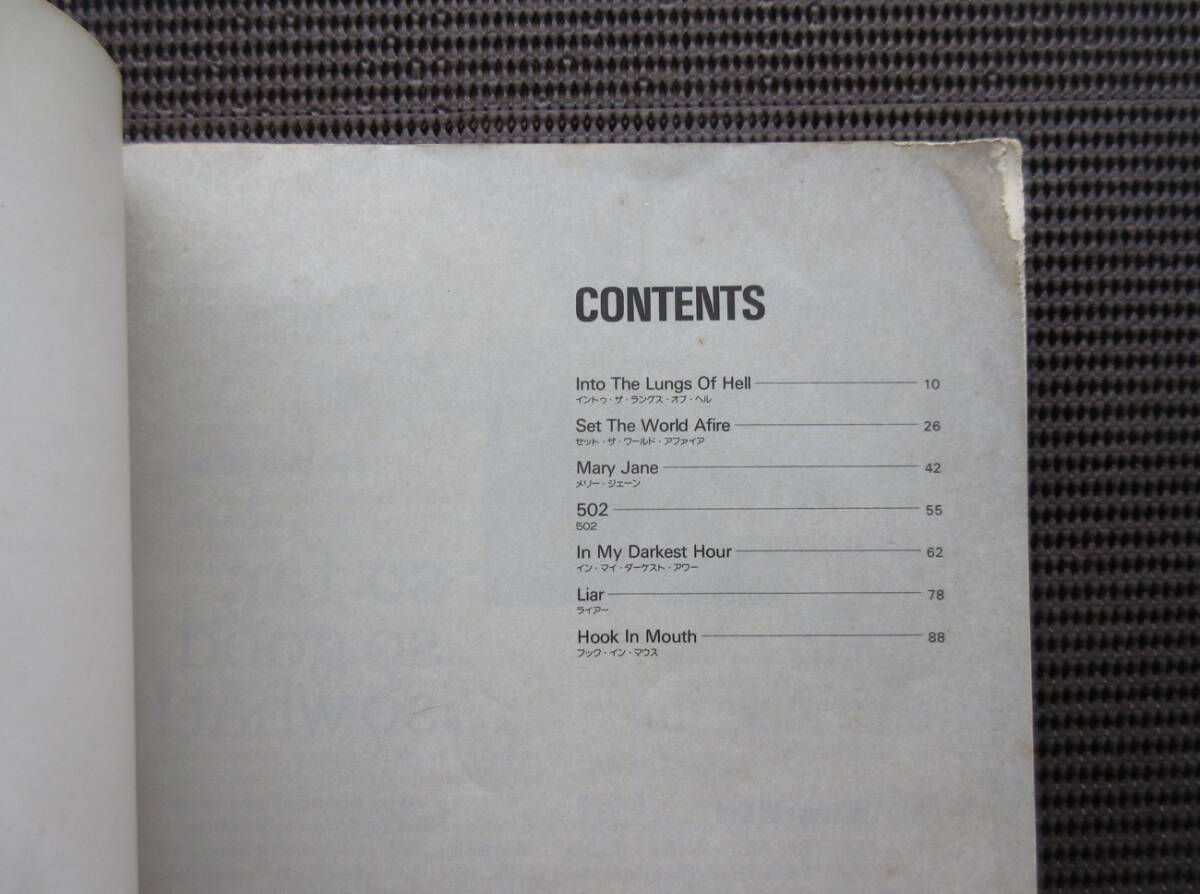 CONTENTS
Into The Lungs Of Hell 10
イントゥ・ザ・ラングス・オブ・ヘル
Set The World Afire 26
セット・ザ・ワールド・アファイア
Mary Jane 42
メリー・ジェーン
502 55
502
In My Darkest Hour 62
イン・マイ・ダーケスト・アワー
Liar 78
ライアー
Hook In Mouth 88
フック・イン・マウス
so good
...so what!